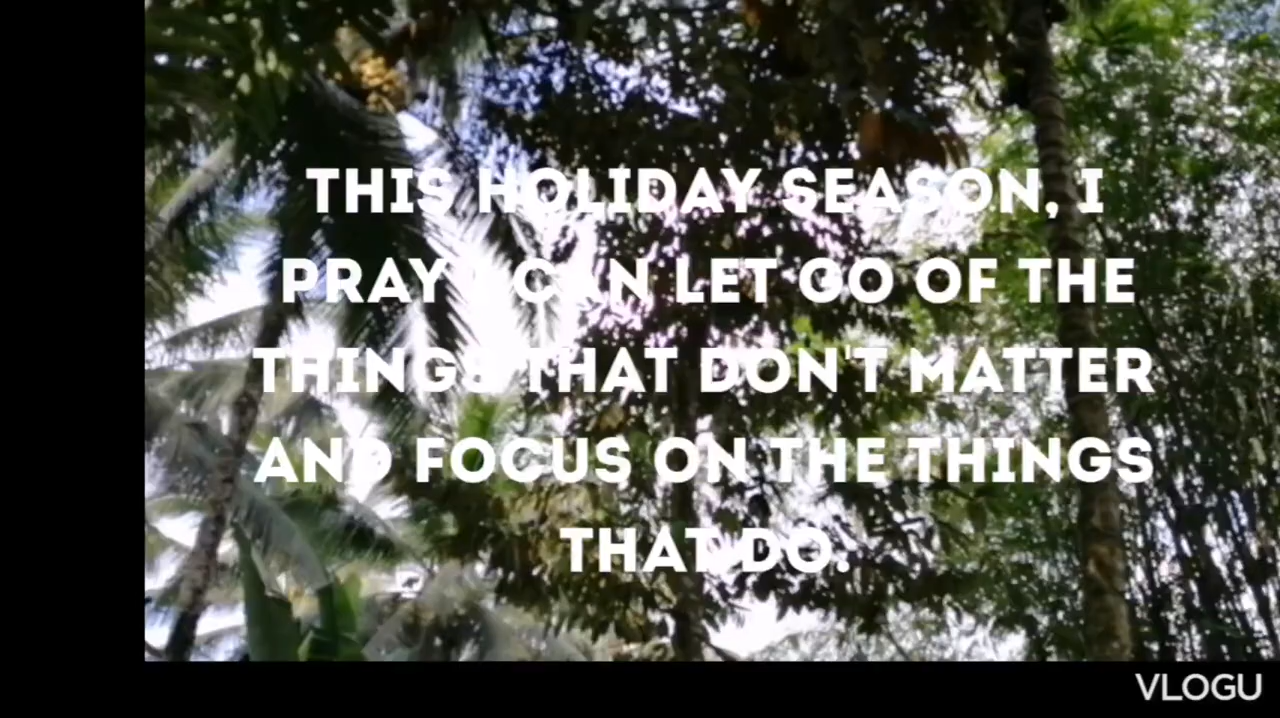 THIS HOLIDAY SEASON, I
PRAY I CAN LET GO OF THE
THINGS THAT DON'T MATTER
AND FOCUS ON THE THINGS
THAT DO.
VLOGU